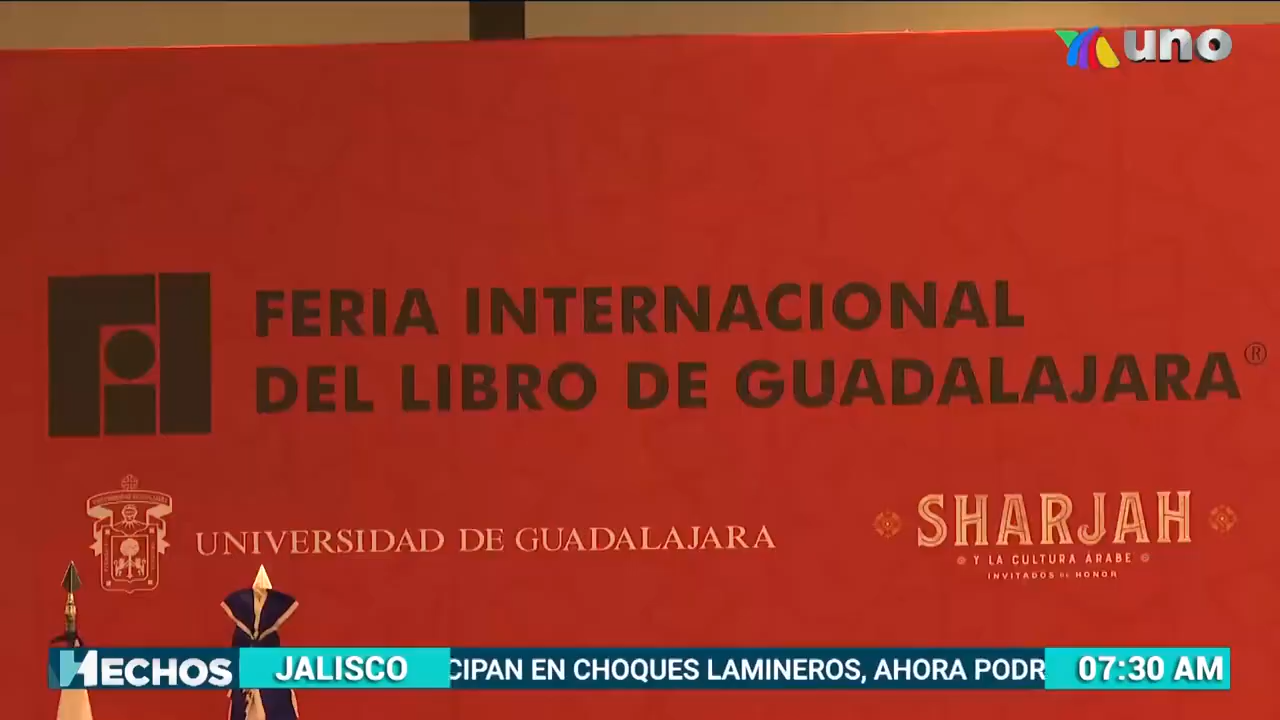 uno
FERIA INTERNACIONAL
DEL LIBRO DE GUADALAJARA®
UNIVERSIDAD DE GUADALAJARA
SHARJAH
Y LA CULTURA ÁRABE
INVITADOS DE HONOR
HECHOS
JALISCO
CIPAN EN CHOQUES LAMINEROS, AHORA PODR
07:30 AM